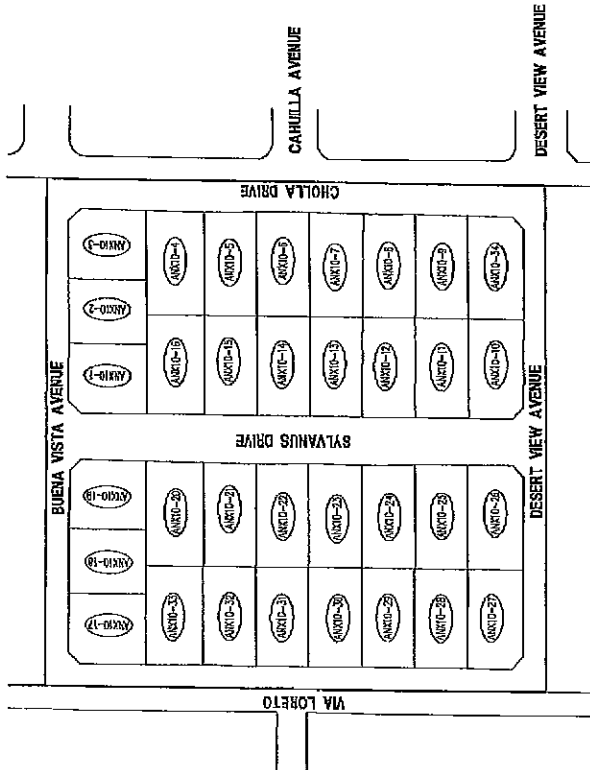 CAHUILLA AVENUE
DESERT VIEW AVENUE
CHOLLA DRIVE
BUENA VISTA AVENUE
ANX10-3
ANX10-2
ANX10-1
ANX10-4
ANX10-5
ANX10-6
ANX10-7
ANX10-8
ANX10-9
ANX10-34
ANX10-16
ANX10-15
ANX10-14
ANX10-13
ANX10-12
ANX10-11
ANX10-10
SYLVANUS DRIVE
DESERT VIEW AVENUE
ANX10-18
ANX10-17
ANX10-20
ANX10-21
ANX10-22
ANX10-23
ANX10-24
ANX10-25
ANX10-26
ANX10-33
ANX10-32
ANX10-31
ANX10-30
ANX10-29
ANX10-28
ANX10-27
VIA LORETO